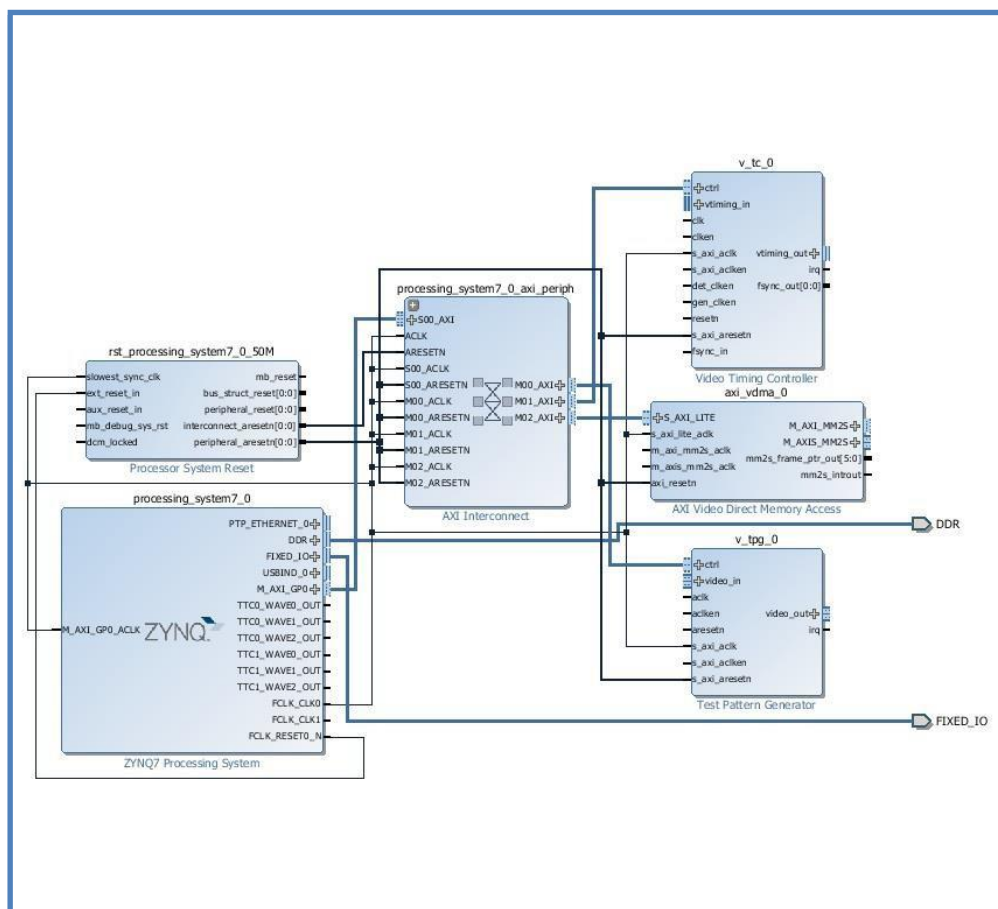 v_tc_0
ctrl
vtiming_in
clk
clken
s_axi_aclk
vtiming_out
s_axi_aclken
irq
det_clken
fsync_out[0:0]
gen_clken
resetn
s_axi_aresetn
fsync_in
Video Timing Controller
processing_system7_0_axi_periph
S00_AXI
ACLK
ARESETN
S00_ACLK
S00_ARESETN
M00_AXI
M00_ACLK
M01_AXI
M00_ARESETN
M02_AXI
M01_ACLK
M01_ARESETN
M02_ACLK
M02_ARESETN
AXI Interconnect
rst_processing_system7_0_50M
slowest_sync_clk
mb_reset
ext_reset_in
bus_struct_reset[0:0]
aux_reset_in
peripheral_reset[0:0]
mb_debug_sys_rst
interconnect_aresetn[0:0]
dcm_locked
peripheral_aresetn[0:0]
Processor System Reset
axi_vdma_0
S_AXI_LITE
M_AXI_MM2S
s_axi_lite_aclk
M_AXIS_MM2S
m_axi_mm2s_aclk
mm2s_frame_ptr_out[5:0]
m_axis_mm2s_aclk
mm2s_introut
axi_resetn
AXI Video Direct Memory Access
processing_system7_0
PTP_ETHERNET_0
DDR
FIXED_IO
USBIND_0
M_AXI_GP0
TTC0_WAVE0_OUT
TTC0_WAVE1_OUT
M_AXI_GP0_ACLK
ZYNQ
TTC0_WAVE2_OUT
TTC1_WAVE0_OUT
TTC1_WAVE1_OUT
TTC1_WAVE2_OUT
FCLK_CLK0
FCLK_CLK1
FCLK_RESET0_N
ZYNQ7 Processing System
DDR
v_tpg_0
ctrl
video_in
aclk
aclken
video_out
aresetn
irq
s_axi_aclk
s_axi_aclken
s_axi_aresetn
Test Pattern Generator
FIXED_IO